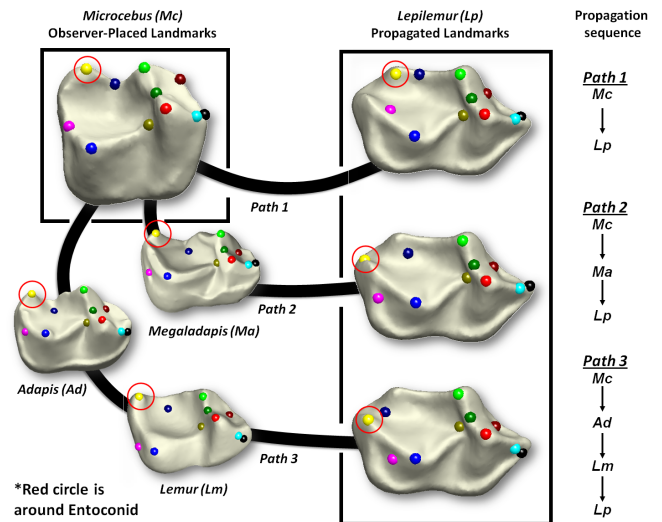 Microcebus (Mc)
Observer-Placed Landmarks
Lepilemur (Lp)
Propagated Landmarks
Propagation
sequence
Path 1
Mc
Lp
Path 1
Path 2
Mc
Ma
Lp
Megaladapis (Ma)
Path 2
Adapis (Ad)
Path 3
Mc
Ad
Lm
Lp
Path 3
Lemur (Lm)
*Red circle is
around Entoconid